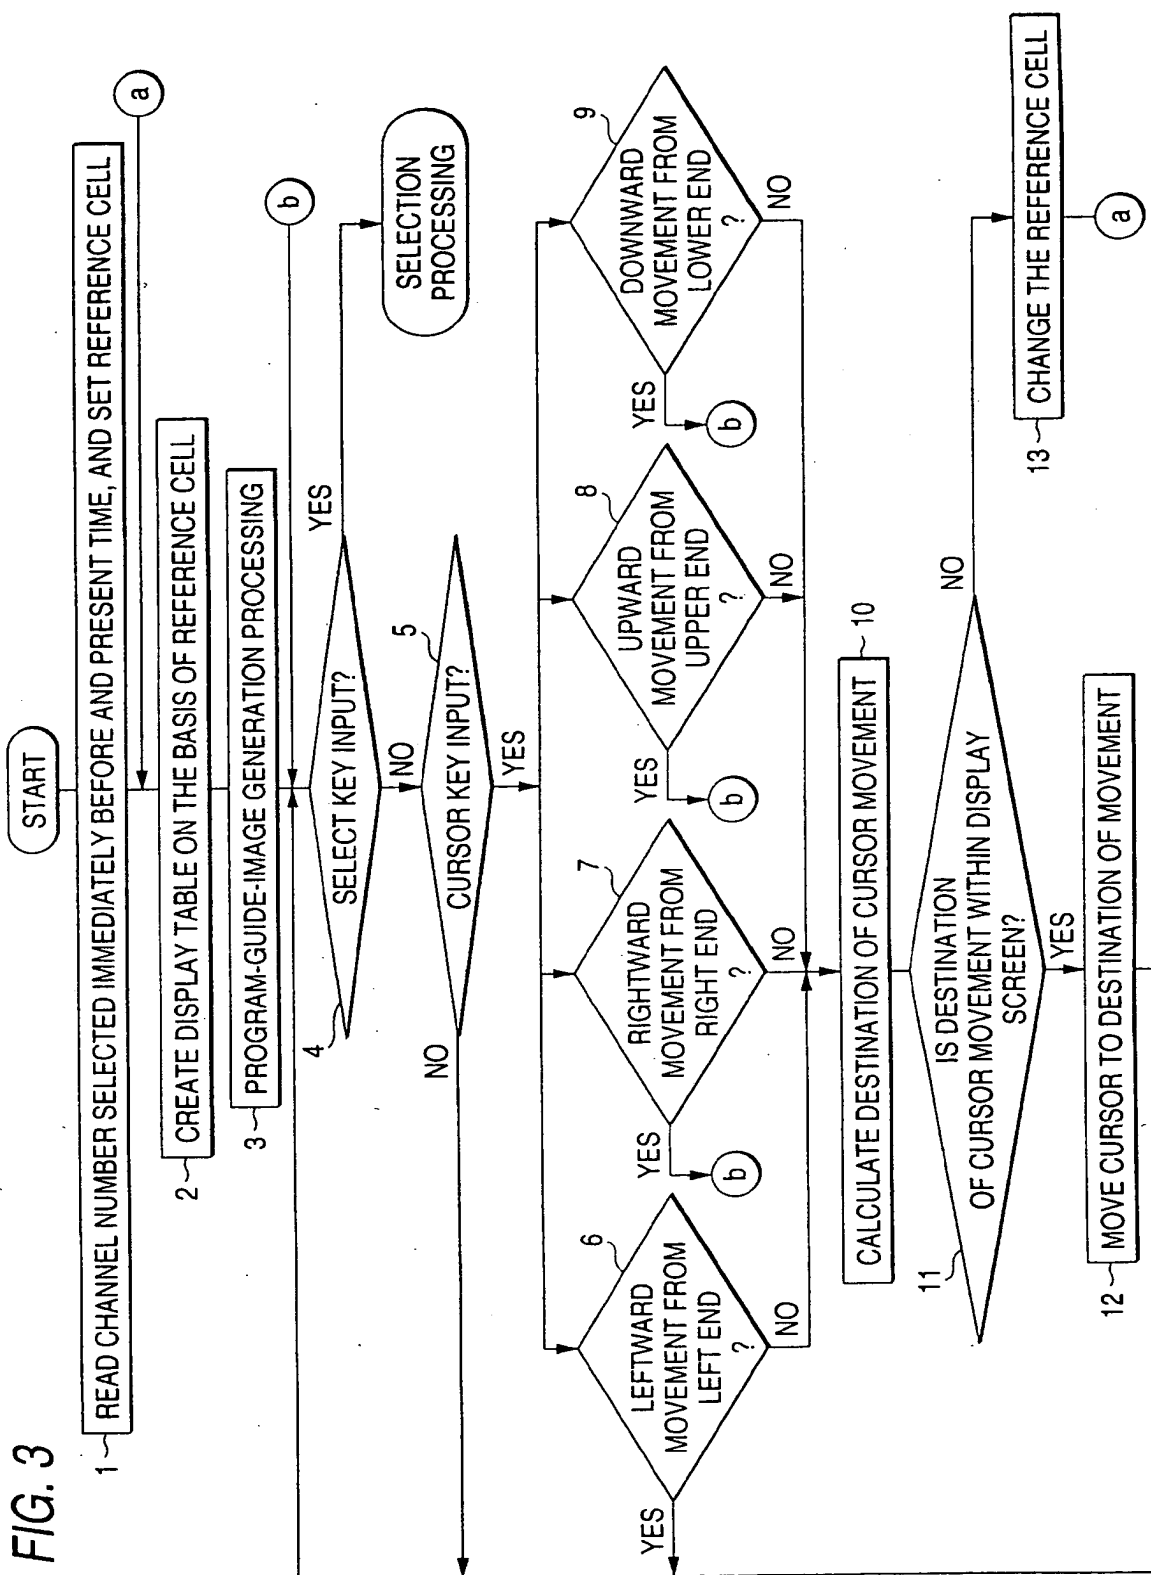 FIG. 3
START
1 READ CHANNEL NUMBER SELECTED IMMEDIATELY BEFORE AND PRESENT TIME, AND SET REFERENCE CELL
a
2 CREATE DISPLAY TABLE ON THE BASIS OF REFERENCE CELL
3 PROGRAM-GUIDE-IMAGE GENERATION PROCESSING
b
4
SELECT KEY INPUT?
YES
SELECTION
PROCESSING
NO
5
CURSOR KEY INPUT?
NO
YES
6
LEFTWARD
MOVEMENT FROM
LEFT END
?
YES
NO
7
RIGHTWARD
MOVEMENT FROM
RIGHT END
?
YES
b
NO
8
UPWARD
MOVEMENT FROM
UPPER END
?
YES
b
NO
9
DOWNWARD
MOVEMENT FROM
LOWER END
?
YES
b
NO
CALCULATE DESTINATION OF CURSOR MOVEMENT 10
11
IS DESTINATION
OF CURSOR MOVEMENT WITHIN DISPLAY
SCREEN?
NO
YES
12 MOVE CURSOR TO DESTINATION OF MOVEMENT
13 CHANGE THE REFERENCE CELL
a